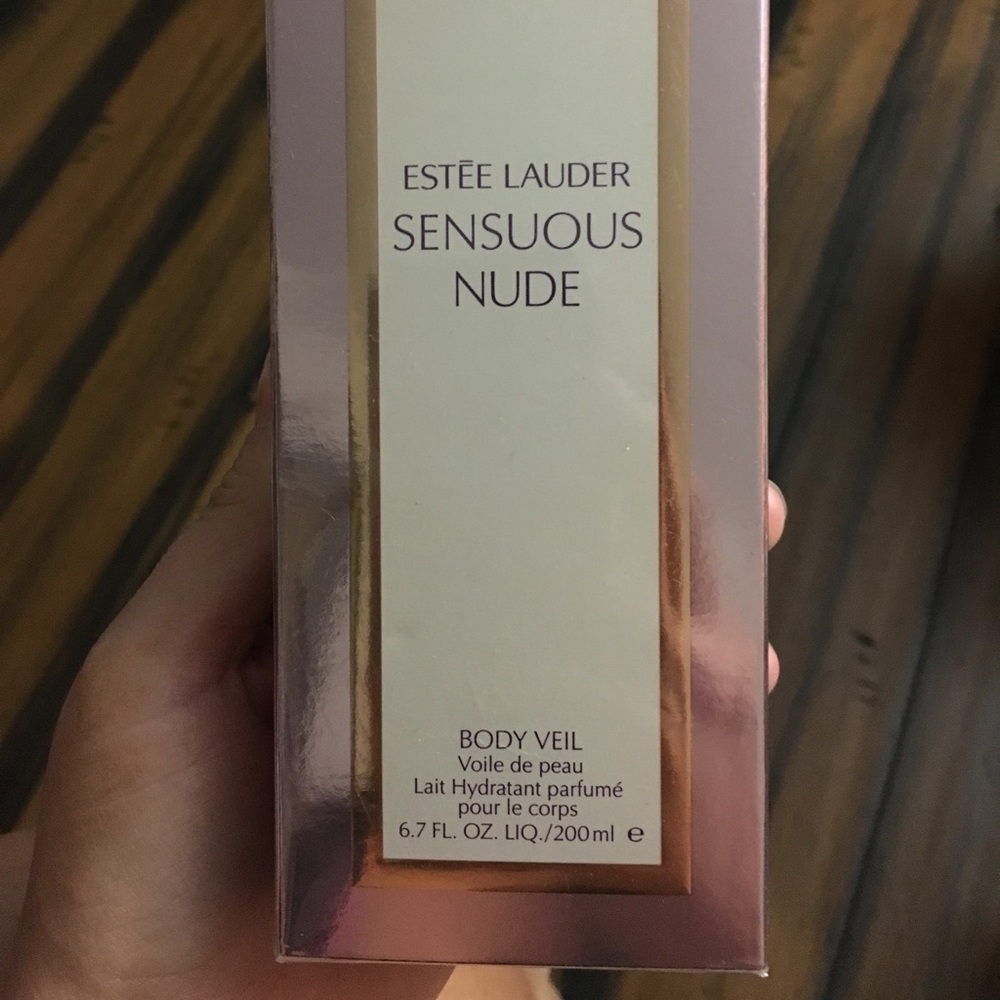 ESTĒE LAUDER
SENSUOUS
NUDE
BODY VEIL
Voile de peau
Lait Hydratant parfumé
pour le corps
6.7 FL. OZ. LIQ./200ml ℮